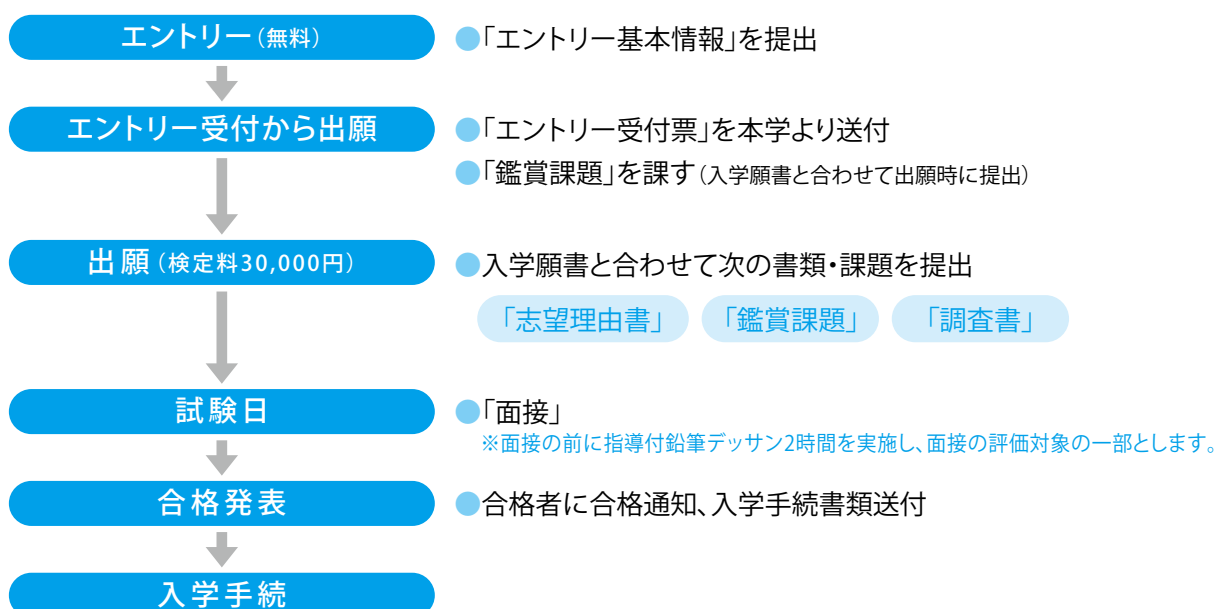 エントリー（無料）
●「エントリー基本情報」を提出
エントリー受付から出願
●「エントリー受付票」を本学より送付
●「鑑賞課題」を課す（入学願書と合わせて出願時に提出）
出願（検定料30,000円）
●入学願書と合わせて次の書類・課題を提出
「志望理由書」 「鑑賞課題」 「調査書」
試験日
●「面接」
※面接の前に指導付鉛筆デッサン2時間を実施し、面接の評価対象の一部とします。
合格発表
●合格者に合格通知、入学手続書類送付
入学手続